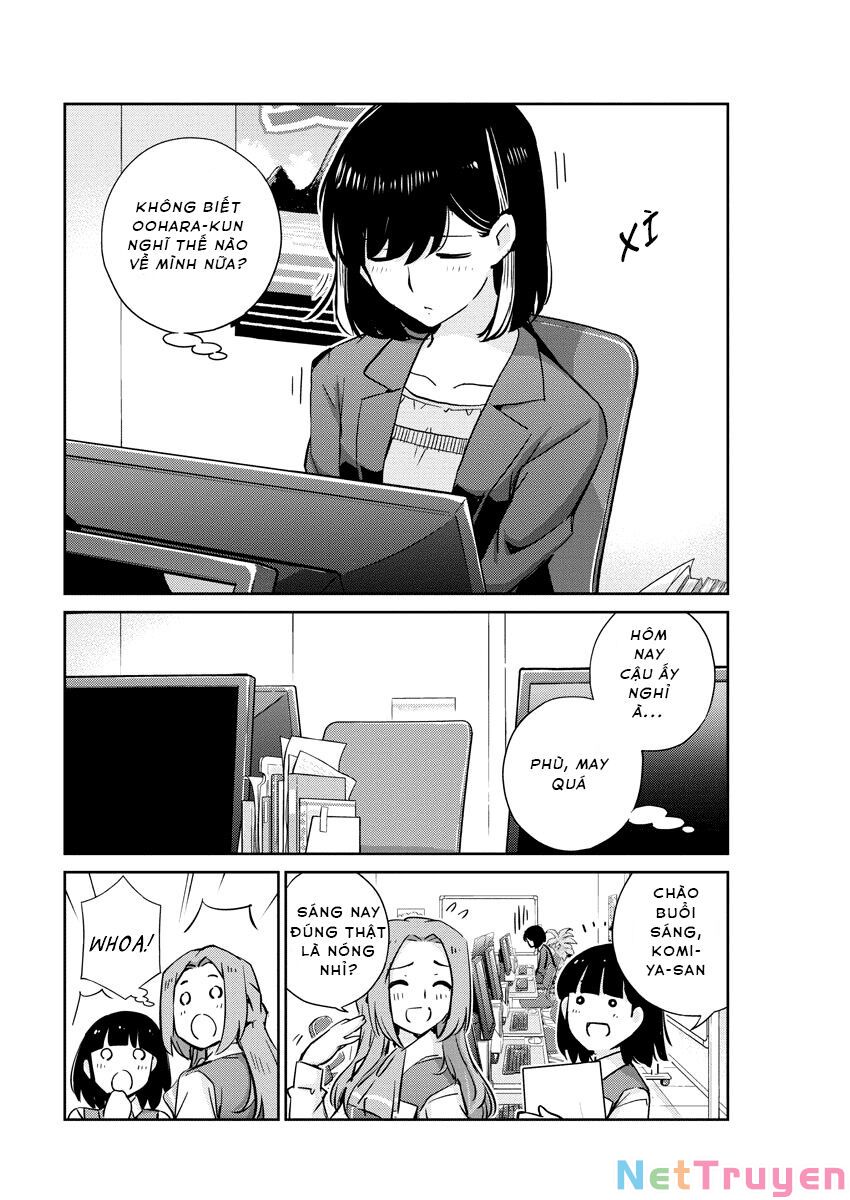 KHÔNG BIẾT
OOHARA-KUN
NGHĨ THẾ NÀO
VỀ MÌNH NỮA?
XÌ
HÔM
NAY
CẬU ẤY
NGHỈ
À...
PHÙ, MAY
QUÁ
CHÀO
BUỔI
SÁNG,
KOMI-
YA-SAN
SÁNG NAY
ĐÚNG THẬT
LÀ NÓNG
NHỈ?
WHOA!
NetTruyen